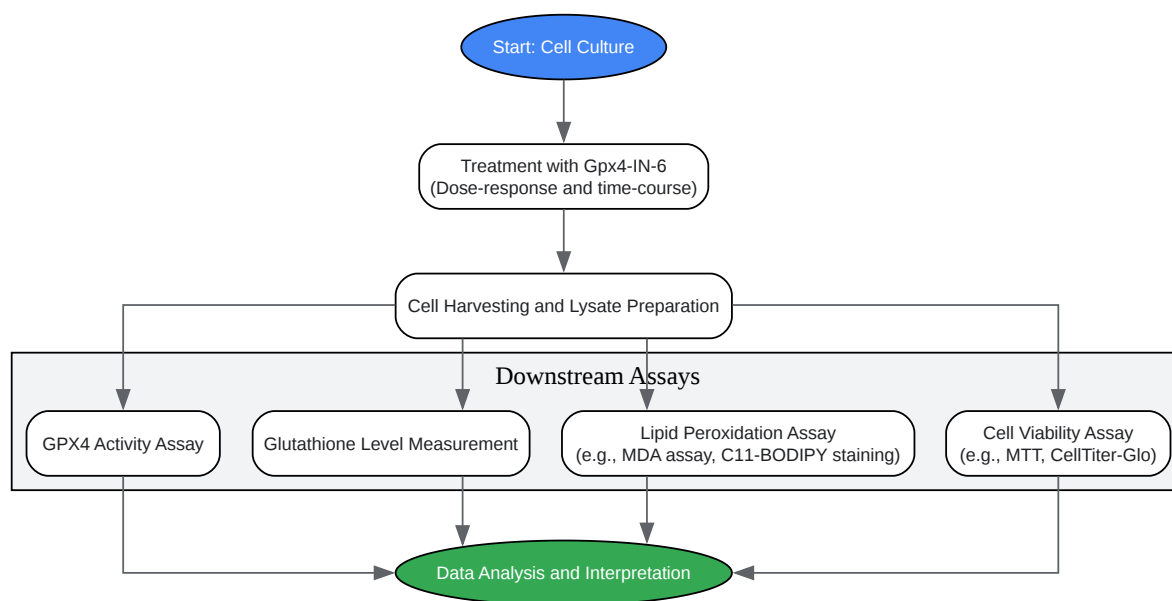 Start: Cell Culture
Treatment with Gpx4-IN-6
(Dose-response and time-course)
Cell Harvesting and Lysate Preparation
Downstream Assays
GPX4 Activity Assay
Glutathione Level Measurement
Lipid Peroxidation Assay
(e.g., MDA assay, C11-BODIPY staining)
Cell Viability Assay
(e.g., MTT, CellTiter-Glo)
Data Analysis and Interpretation